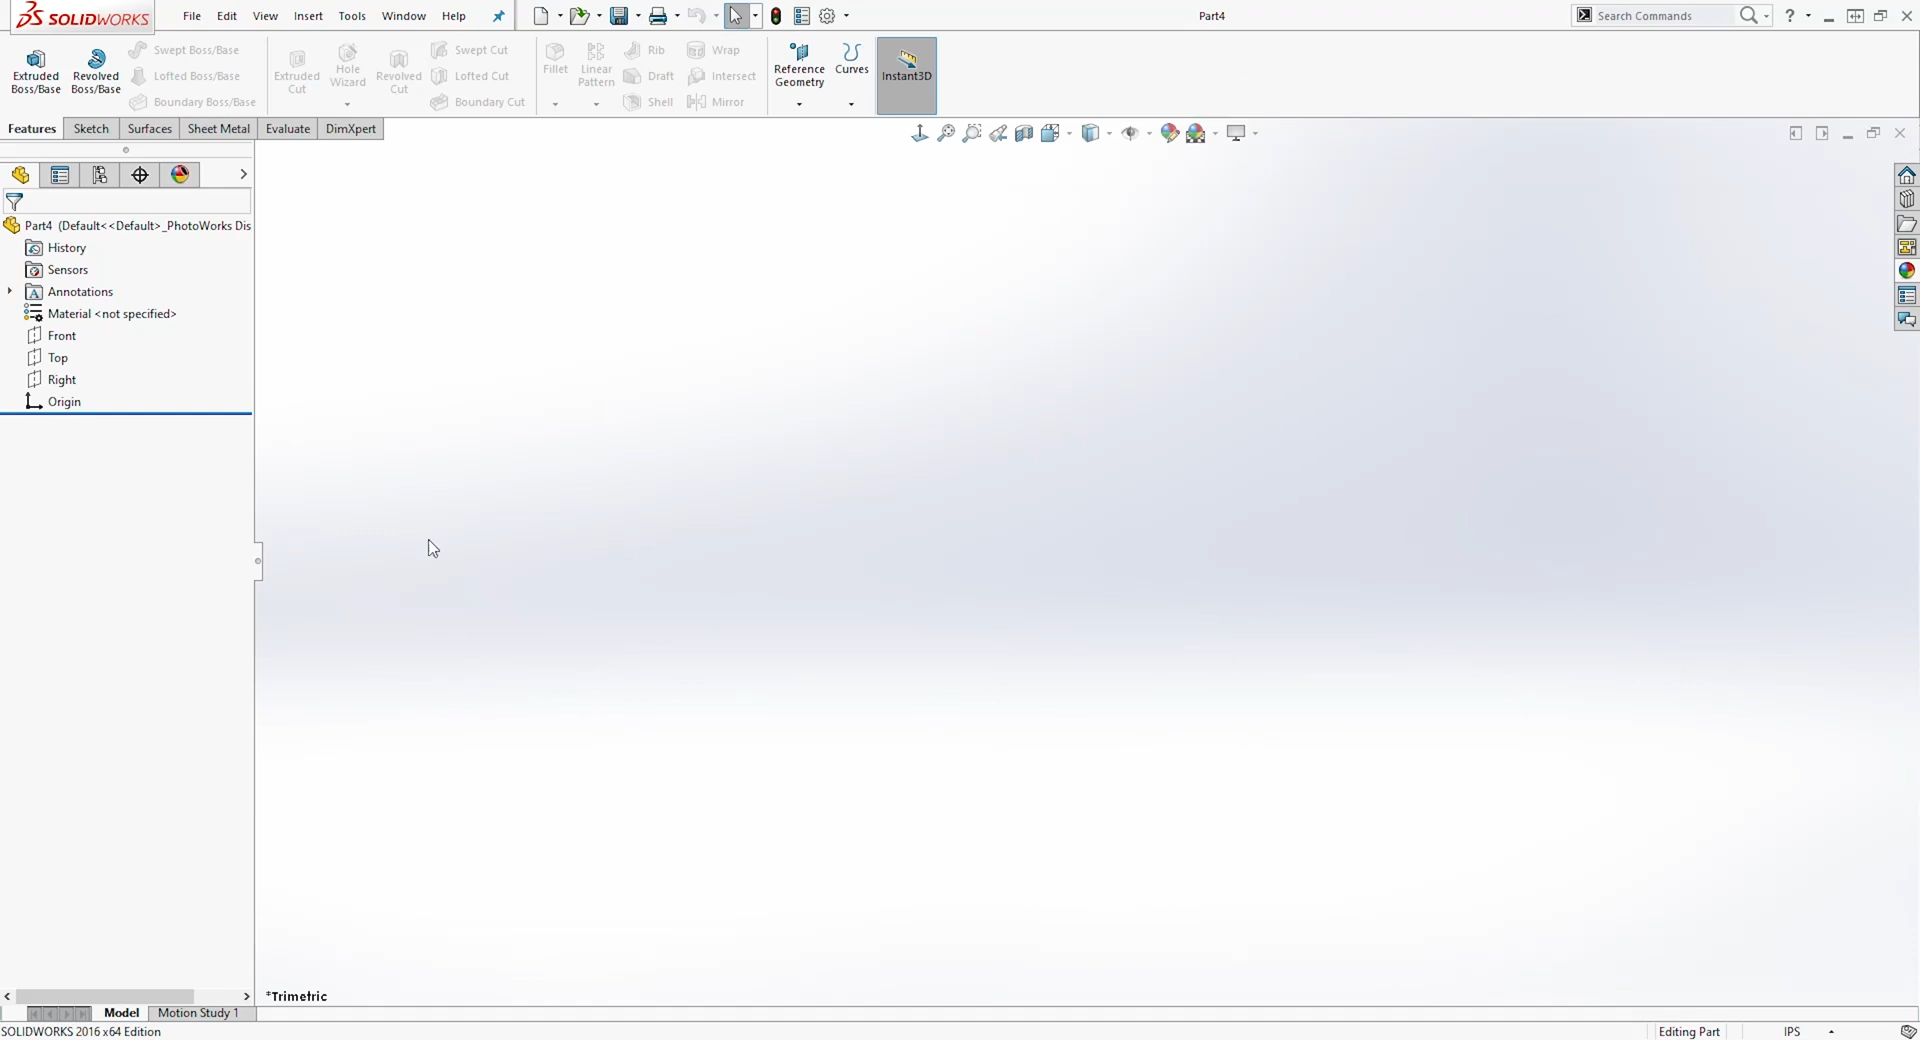 SOLIDWORKS File Edit View Insert Tools Window Help Part4 Search Commands ?
Extruded Boss/Base
Revolved Boss/Base
Swept Boss/Base
Lofted Boss/Base
Boundary Boss/Base
Extruded Cut
Hole Wizard
Revolved Cut
Swept Cut
Lofted Cut
Boundary Cut
Fillet
Linear Pattern
Rib
Draft
Shell
Wrap
Intersect
Mirror
Reference Geometry
Curves
Instant3D
Features Sketch Surfaces Sheet Metal Evaluate DimXpert
Part4 (Default<<Default>_PhotoWorks Dis
History
Sensors
A Annotations
Material <not specified>
Front
Top
Right
Origin
*Trimetric
Model Motion Study 1
SOLIDWORKS 2016 x64 Edition Editing Part IPS